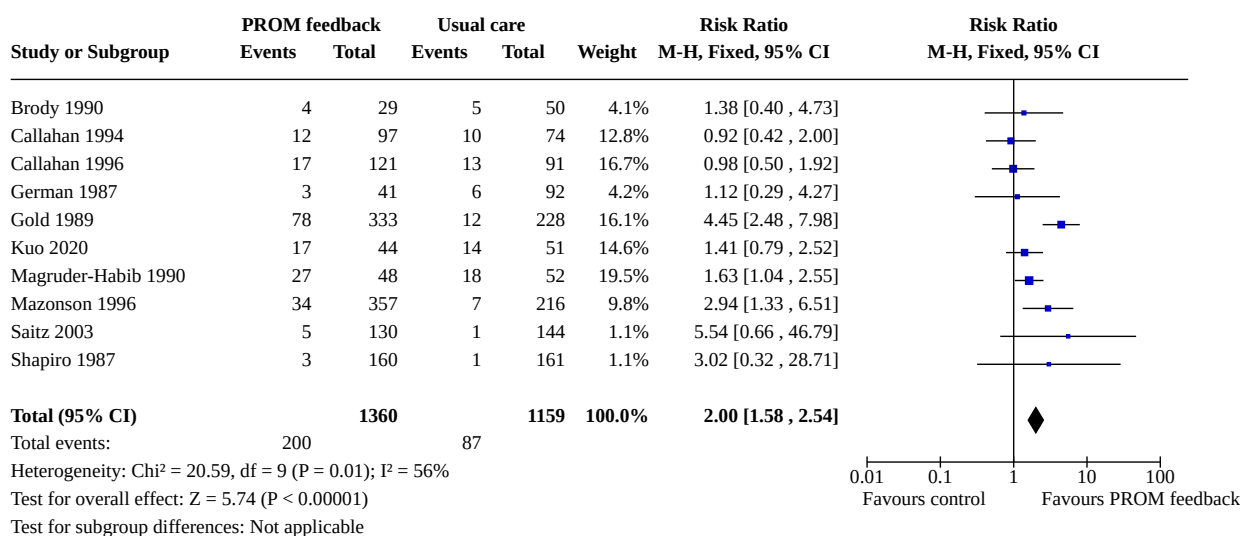 PROM feedback Usual care Risk Ratio Risk Ratio
Study or Subgroup Events Total Events Total Weight M-H, Fixed, 95% CI M-H, Fixed, 95% CI
Brody 1990 4 29 5 50 4.1% 1.38 [0.40 , 4.73]
Callahan 1994 12 97 10 74 12.8% 0.92 [0.42 , 2.00]
Callahan 1996 17 121 13 91 16.7% 0.98 [0.50 , 1.92]
German 1987 3 41 6 92 4.2% 1.12 [0.29 , 4.27]
Gold 1989 78 333 12 228 16.1% 4.45 [2.48 , 7.98]
Kuo 2020 17 44 14 51 14.6% 1.41 [0.79 , 2.52]
Magruder-Habib 1990 27 48 18 52 19.5% 1.63 [1.04 , 2.55]
Mazonson 1996 34 357 7 216 9.8% 2.94 [1.33 , 6.51]
Saitz 2003 5 130 1 144 1.1% 5.54 [0.66 , 46.79]
Shapiro 1987 3 160 1 161 1.1% 3.02 [0.32 , 28.71]
Total (95% CI) 1360 1159 100.0% 2.00 [1.58 , 2.54]
Total events: 200 87
Heterogeneity: Chi² = 20.59, df = 9 (P = 0.01); I² = 56%
0.01 0.1 1 10 100
Test for overall effect: Z = 5.74 (P < 0.00001) Favours control Favours PROM feedback
Test for subgroup differences: Not applicable